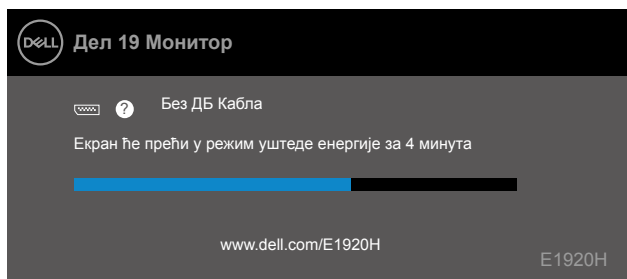 DELL Дел 19 Монитор
? Без ДБ Кабла
Екран ће прећи у режим уштеде енергије за 4 минута
www.dell.com/E1920H
E1920H